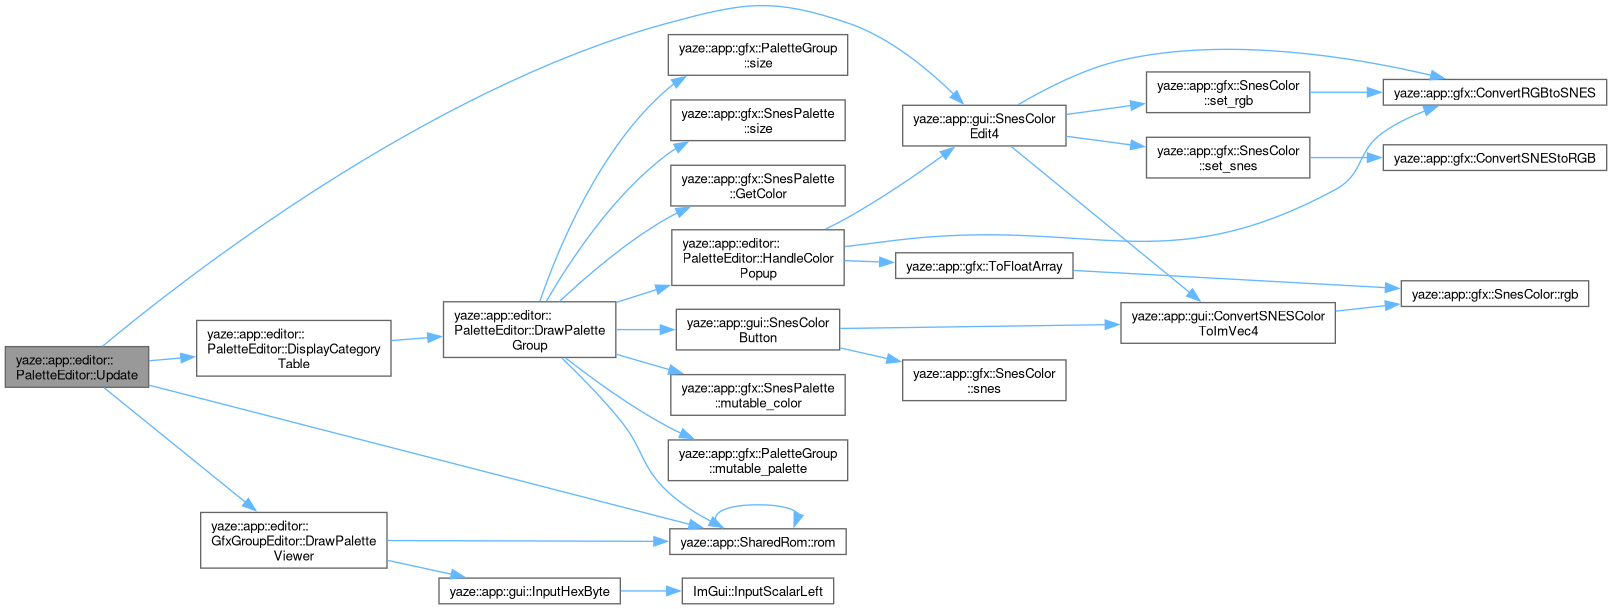 yaze::app::editor::
PaletteEditor::Update
yaze::app::editor::
PaletteEditor::DisplayCategory
Table
yaze::app::editor::
GfxGroupEditor::DrawPalette
Viewer
yaze::app::editor::
PaletteEditor::DrawPalette
Group
yaze::app::gui::InputHexByte
yaze::app::gfx::PaletteGroup
::size
yaze::app::gfx::SnesPalette
::size
yaze::app::gfx::SnesPalette
::GetColor
yaze::app::editor::
PaletteEditor::HandleColor
Popup
yaze::app::gui::SnesColor
Button
yaze::app::gfx::SnesPalette
::mutable_color
yaze::app::gfx::PaletteGroup
::mutable_palette
yaze::app::SharedRom::rom
ImGui::InputScalarLeft
yaze::app::gui::SnesColor
Edit4
yaze::app::gfx::ToFloatArray
yaze::app::gfx::SnesColor
::snes
yaze::app::gfx::SnesColor
::set_rgb
yaze::app::gfx::SnesColor
::set_snes
yaze::app::gui::ConvertSNESColor
ToImVec4
yaze::app::gfx::ConvertRGBtoSNES
yaze::app::gfx::ConvertSNEStoRGB
yaze::app::gfx::SnesColor::rgb